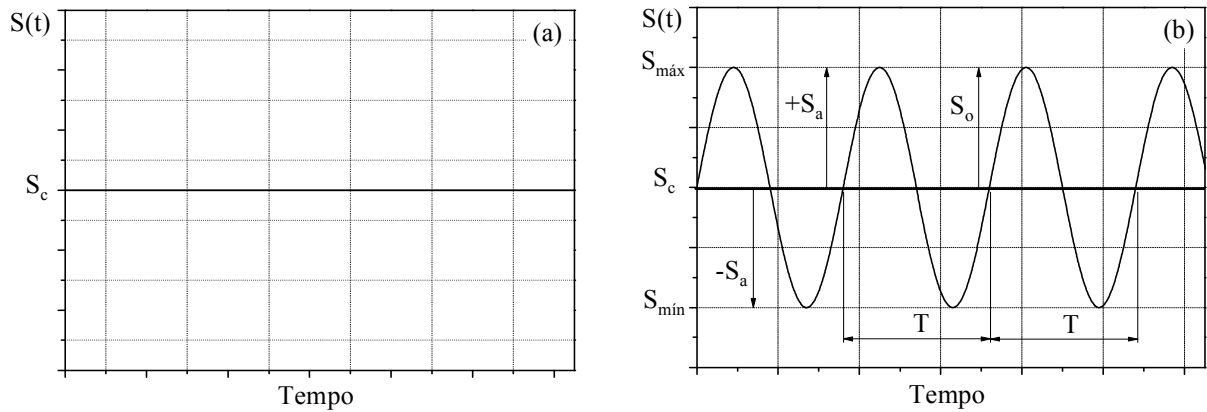 S(t)
(a)
S_c
Tempo
S(t)
(b)
S_máx
+S_a
S_o
S_c
-S_a
S_mín
T
T
Tempo